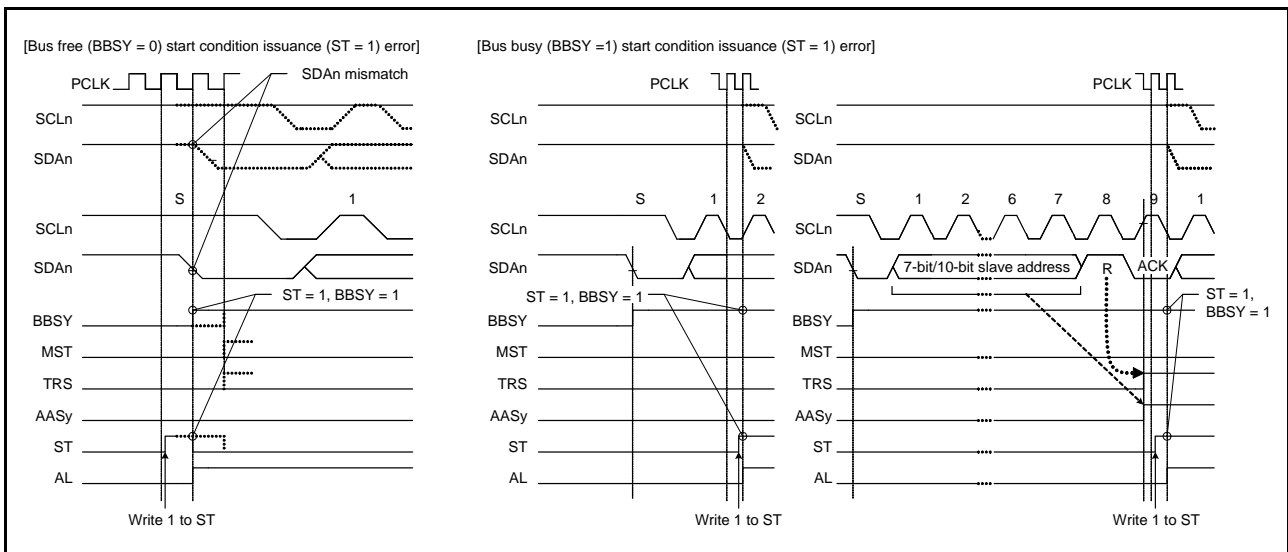 [Bus free (BBSY = 0) start condition issuance (ST = 1) error]
PCLK
SDAn mismatch
SCLn
SDAn
S 1
SCLn
SDAn
ST = 1, BBSY = 1
BBSY
MST
TRS
AASy
ST
AL
Write 1 to ST
[Bus busy (BBSY =1) start condition issuance (ST = 1) error]
PCLK
SCLn
SDAn
S 1 2
SCLn
SDAn
ST = 1, BBSY = 1
BBSY
MST
TRS
AASy
ST
AL
Write 1 to ST
PCLK
SCLn
SDAn
S 1 2 6 7 8 9 1
SCLn
SDAn
7-bit/10-bit slave address R ACK
ST = 1,
BBSY = 1
BBSY
MST
TRS
AASy
ST
AL
Write 1 to ST